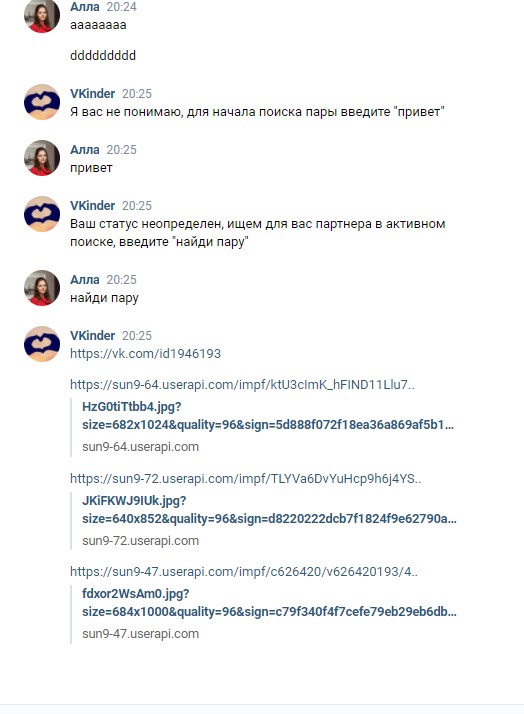 Алла 20:24
aaaaaaaa
ddddddddd
VKinder 20:25
Я вас не понимаю, для начала поиска пары введите "привет"
Алла 20:25
привет
VKinder 20:25
Ваш статус неопределен, ищем для вас партнера в активном
поиске, введите "найди пару"
Алла 20:25
найди пару
VKinder 20:25
https://vk.com/id1946193
https://sun9-64.userapi.com/impf/ktU3cImK_hFIND11Llu7..
HzG0tiTtbb4.jpg?
size=682x1024&quality=96&sign=5d888f072f18ea36a869af5b1...
sun9-64.userapi.com
https://sun9-72.userapi.com/impf/TLYVa6DvYuHcp9h6j4YS..
JKiFKWJ9IUk.jpg?
size=640x852&quality=96&sign=d8220222dcb7f1824f9e62790a...
sun9-72.userapi.com
https://sun9-47.userapi.com/impf/c626420/v626420193/4..
fdxor2WsAm0.jpg?
size=684x1000&quality=96&sign=c79f340f4f7cefe79eb29eb6db...
sun9-47.userapi.com